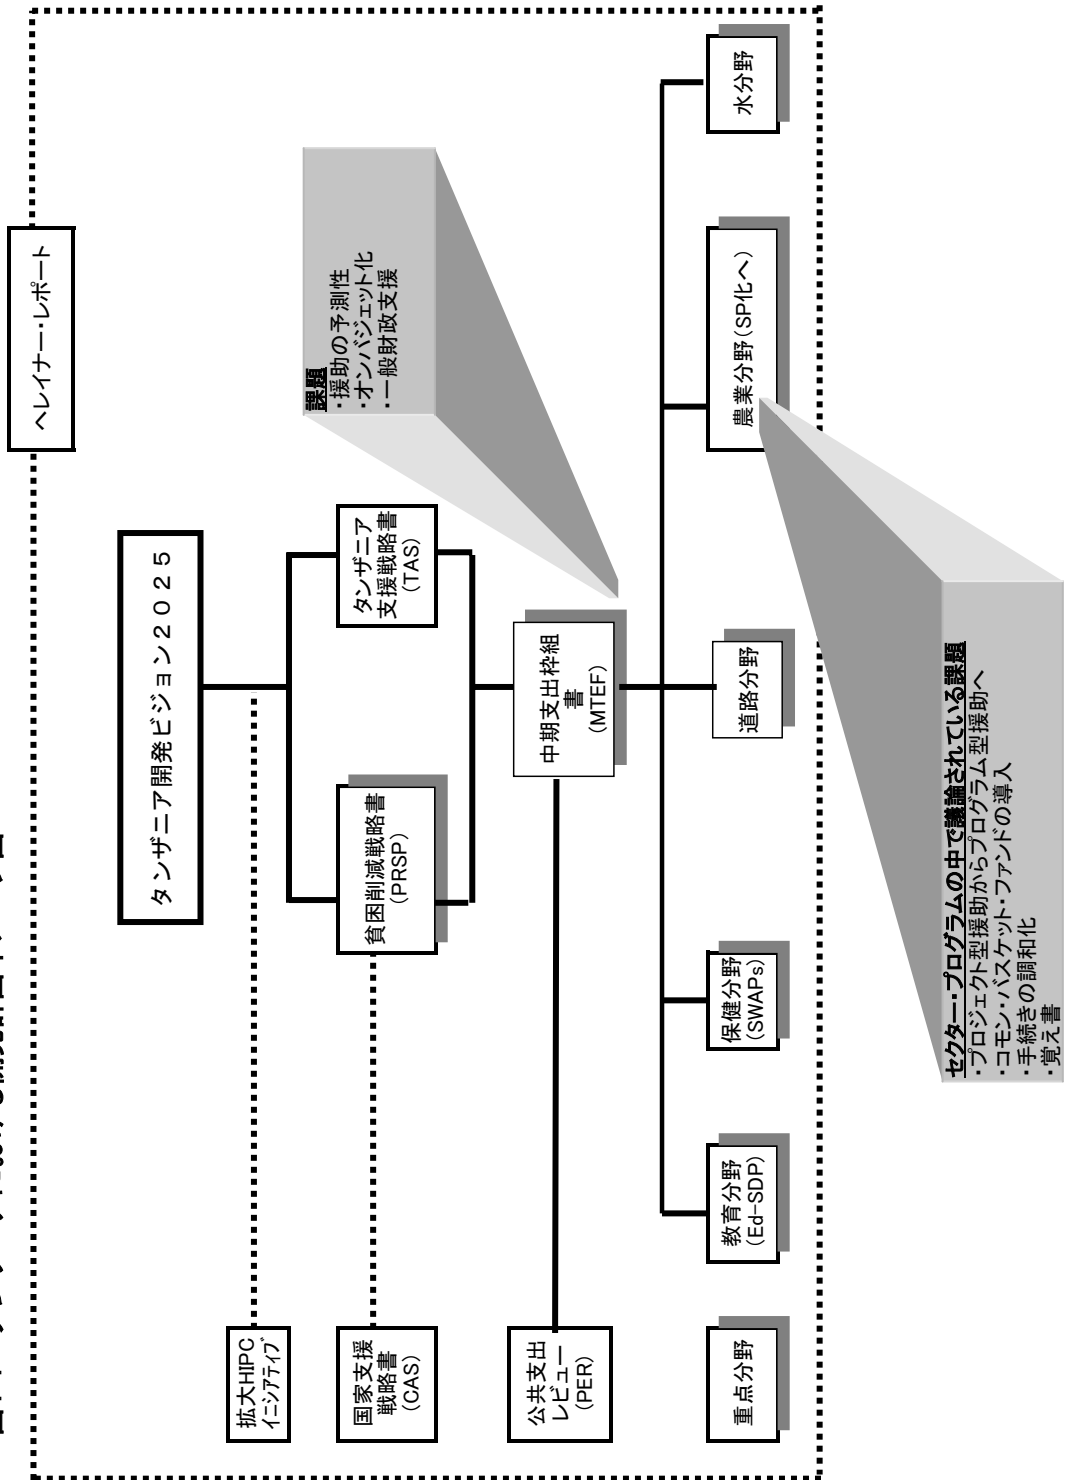 ヘレイナー・レポート
タンザニア開発ビジョン２０２５
拡大HIPC
イニシアティブ
国家支援
戦略書
(CAS)
貧困削減戦略書
(PRSP)
タンザニア
支援戦略書
(TAS)
課題
・援助の予測性
・オンバジェット化
・一般財政支援
公共支出
レビュー
(PER)
中期支出枠組
書
(MTEF)
重点分野
教育分野
(Ed-SDP)
保健分野
(SWAPs)
道路分野
農業分野(SP化へ)
水分野
セクター・プログラムの中で議論されている課題
・プロジェクト型援助からプログラム型援助へ
・コモン・バスケット・ファンドの導入
・手続きの調和化
・覚え書